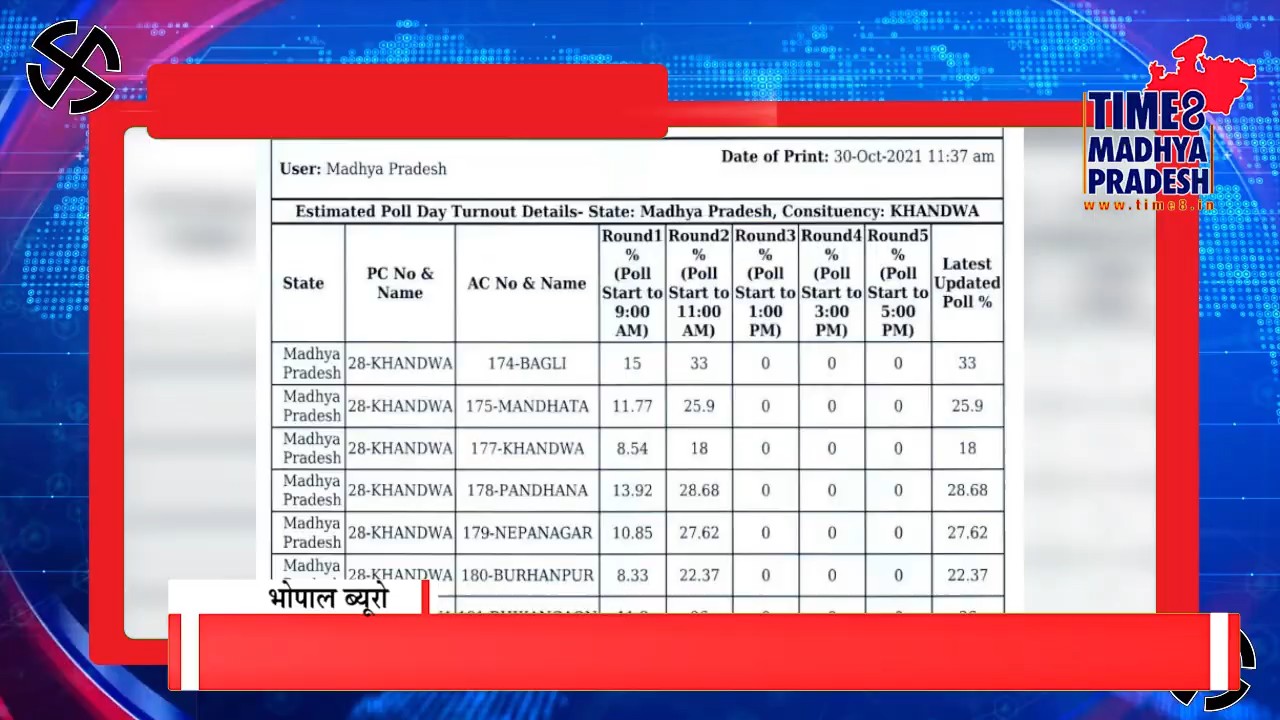 TIME8
MADHYA
PRADESH
www.time8.in
User: Madhya Pradesh
Date of Print: 30-Oct-2021 11:37 am
Estimated Poll Day Turnout Details- State: Madhya Pradesh, Consituency: KHANDWA
State PC No & Name AC No & Name Round1 % (Poll Start to 9:00 AM) Round2 % (Poll Start to 11:00 AM) Round3 % (Poll Start to 1:00 PM) Round4 % (Poll Start to 3:00 PM) Round5 % (Poll Start to 5:00 PM) Latest Updated Poll %
Madhya Pradesh 28-KHANDWA 174-BAGLI 15 33 0 0 0 33
Madhya Pradesh 28-KHANDWA 175-MANDHATA 11.77 25.9 0 0 0 25.9
Madhya Pradesh 28-KHANDWA 177-KHANDWA 8.54 18 0 0 0 18
Madhya Pradesh 28-KHANDWA 178-PANDHANA 13.92 28.68 0 0 0 28.68
Madhya Pradesh 28-KHANDWA 179-NEPANAGAR 10.85 27.62 0 0 0 27.62
Madhya 28-KHANDWA 180-BURHANPUR 8.33 22.37 0 0 0 22.37
भोपाल ब्यूरो